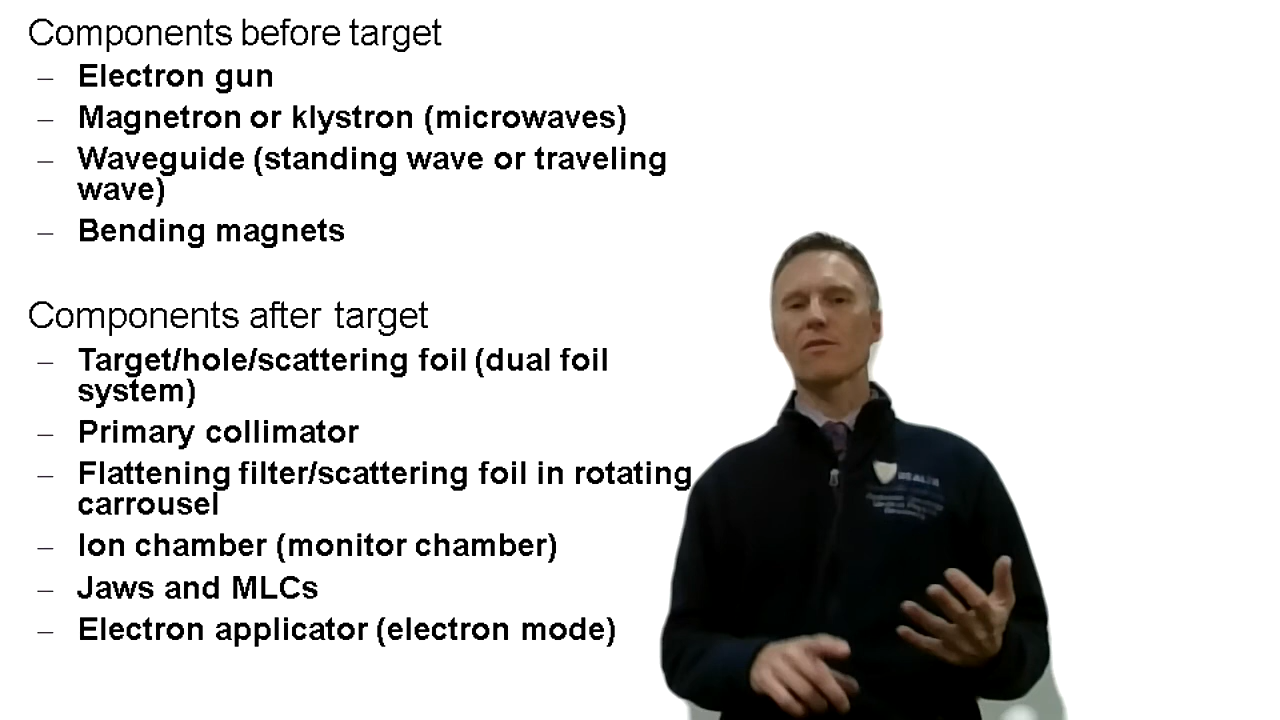 Components before target
– Electron gun
– Magnetron or klystron (microwaves)
– Waveguide (standing wave or traveling
wave)
– Bending magnets
Components after target
– Target/hole/scattering foil (dual foil
system)
– Primary collimator
– Flattening filter/scattering foil in rotating
carrousel
– Ion chamber (monitor chamber)
– Jaws and MLCs
– Electron applicator (electron mode)